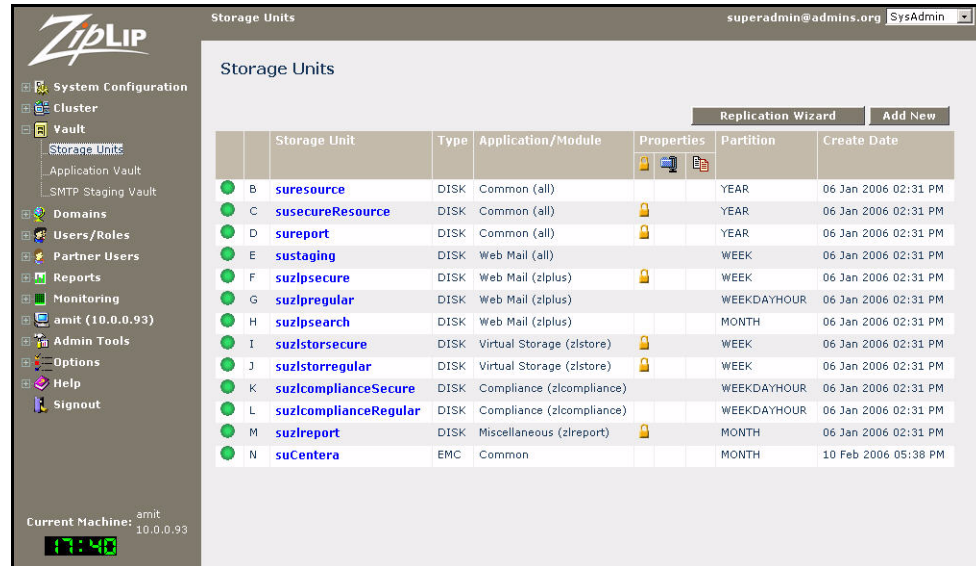 ZipLip
Storage Units
superadmin@admins.org SysAdmin
System Configuration
Cluster
Vault
Storage Units
Application Vault
SMTP Staging Vault
Domains
Users/Roles
Partner Users
Reports
Monitoring
amit (10.0.0.93)
Admin Tools
Options
Help
Signout
Current Machine: amit
10.0.0.93
17:40
Storage Units
Replication Wizard Add New
Storage Unit Type Application/Module Properties Partition Create Date
B suresource DISK Common (all) YEAR 06 Jan 2006 02:31 PM
C susecureResource DISK Common (all) YEAR 06 Jan 2006 02:31 PM
D sureport DISK Common (all) YEAR 06 Jan 2006 02:31 PM
E sustaging DISK Web Mail (all) WEEK 06 Jan 2006 02:31 PM
F suzlpsecure DISK Web Mail (zlplus) WEEK 06 Jan 2006 02:31 PM
G suzlpregular DISK Web Mail (zlplus) WEEKDAYHOUR 06 Jan 2006 02:31 PM
H suzlpsearch DISK Web Mail (zlplus) MONTH 06 Jan 2006 02:31 PM
I suzlstorsecure DISK Virtual Storage (zlstore) WEEK 06 Jan 2006 02:31 PM
J suzlstorregular DISK Virtual Storage (zlstore) WEEK 06 Jan 2006 02:31 PM
K suzlcomplianceSecure DISK Compliance (zlcompliance) WEEKDAYHOUR 06 Jan 2006 02:31 PM
L suzlcomplianceRegular DISK Compliance (zlcompliance) WEEKDAYHOUR 06 Jan 2006 02:31 PM
M suzlreport DISK Miscellaneous (zlreport) MONTH 06 Jan 2006 02:31 PM
N suCentera EMC Common MONTH 10 Feb 2006 05:38 PM